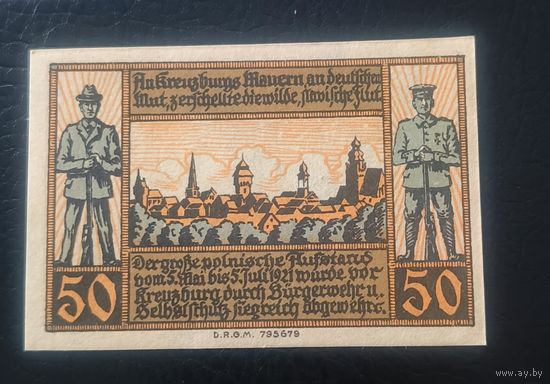 An Kreuzburgs Mauern an deutschem
Mut, zerschellte die wilde, slavische Flut.
Der große polnische Aufstand
vom 3. Mai bis 5. Juli 1921 wurde vor
Kreuzburg durch Bürgerwehr u.
Selbstschutz siegreich abgewehrt.
50
50
D.R.G.M. 795679
www.ay.by